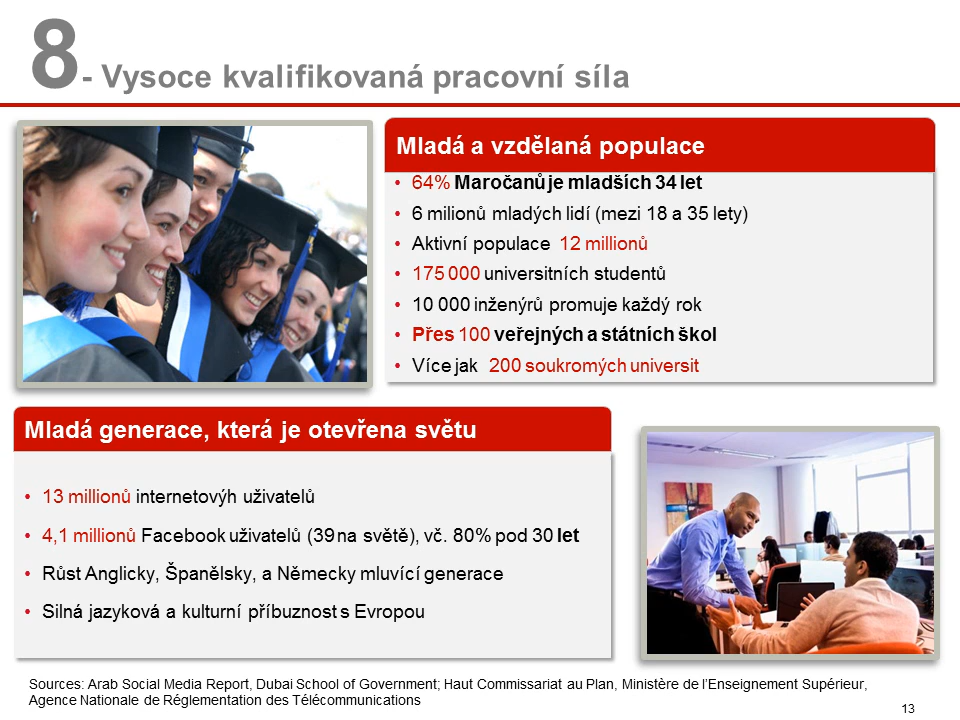 8 - Vysoce kvalifikovaná pracovní síla
Mladá a vzdělaná populace
• 64% Maročanů je mladších 34 let
• 6 milionů mladých lidí (mezi 18 a 35 lety)
• Aktivní populace 12 millionů
• 175 000 universitních studentů
• 10 000 inženýrů promuje každý rok
• Přes 100 veřejných a státních škol
• Více jak 200 soukromých universit
Mladá generace, která je otevřena světu
• 13 millionů internetovýh uživatelů
• 4,1 millionů Facebook uživatelů (39 na světě), vč. 80% pod 30 let
• Růst Anglicky, Španělsky, a Německy mluvící generace
• Silná jazyková a kulturní příbuznost s Evropou
Sources: Arab Social Media Report, Dubai School of Government; Haut Commissariat au Plan, Ministère de l'Enseignement Supérieur,
Agence Nationale de Réglementation des Télécommunications
13